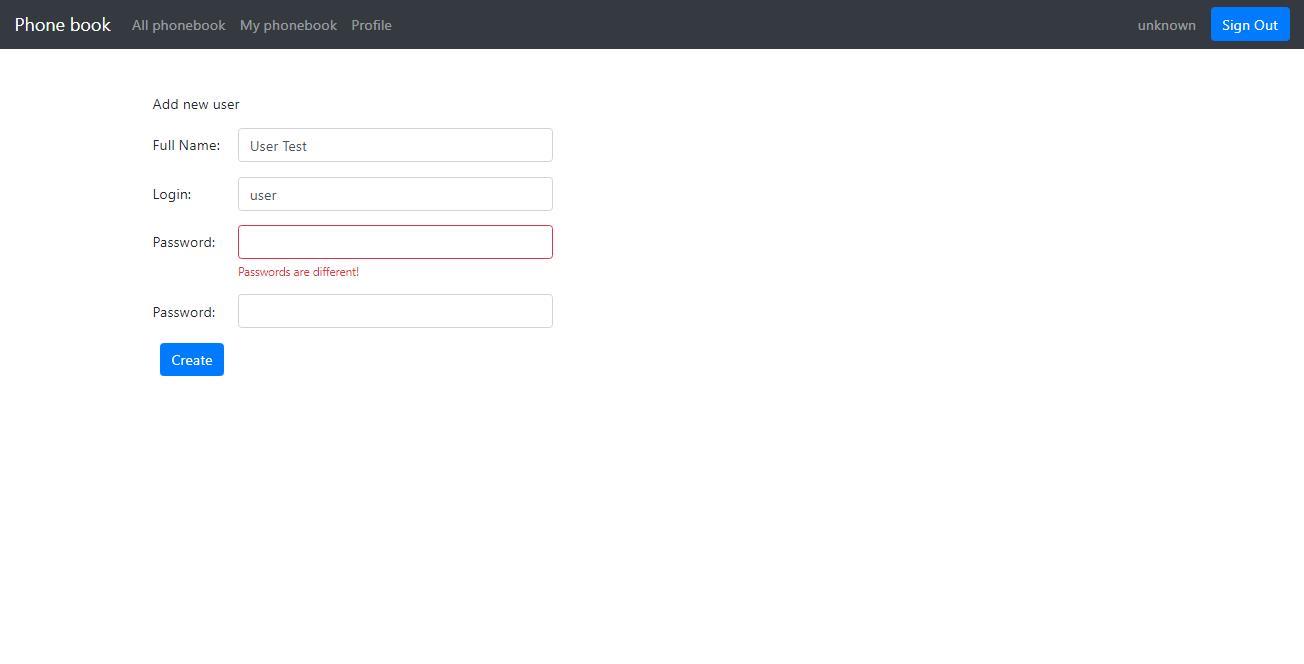 Phone book All phonebook My phonebook Profile unknown Sign Out
Add new user
Full Name: User Test
Login: user
Password:
Passwords are different!
Password:
Create